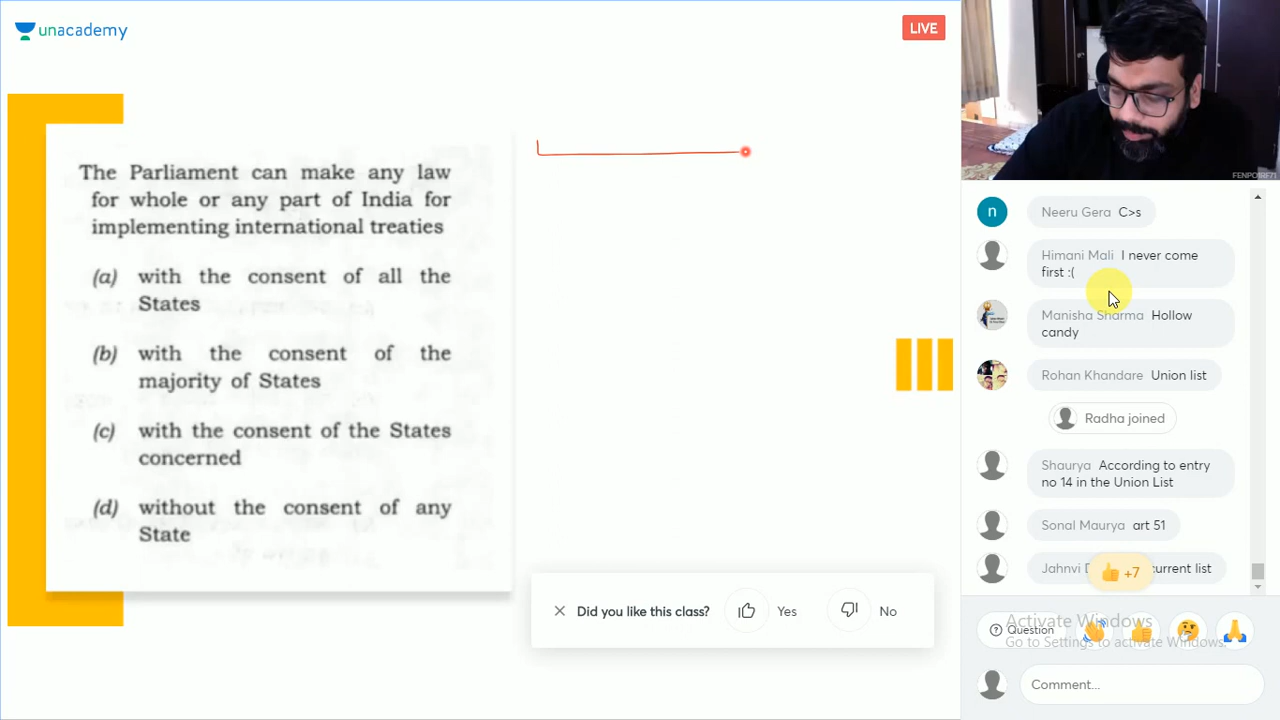 unacademy
LIVE
The Parliament can make any law
for whole or any part of India for
implementing international treaties
(a) with the consent of all the
States
(b) with the consent of the
majority of States
(c) with the consent of the States
concerned
(d) without the consent of any
State
Did you like this class?
Yes
No
FENPO1RF71
Neeru Gera C>s
Himani Mali I never come
first :(
Manisha Sharma Hollow
candy
Rohan Khandare Union list
Radha joined
Shaurya According to entry
no 14 in the Union List
Sonal Maurya art 51
Jahnvi
current list
+7
Activate Windows
Go to Settings to activate Windows.
Question
Comment...